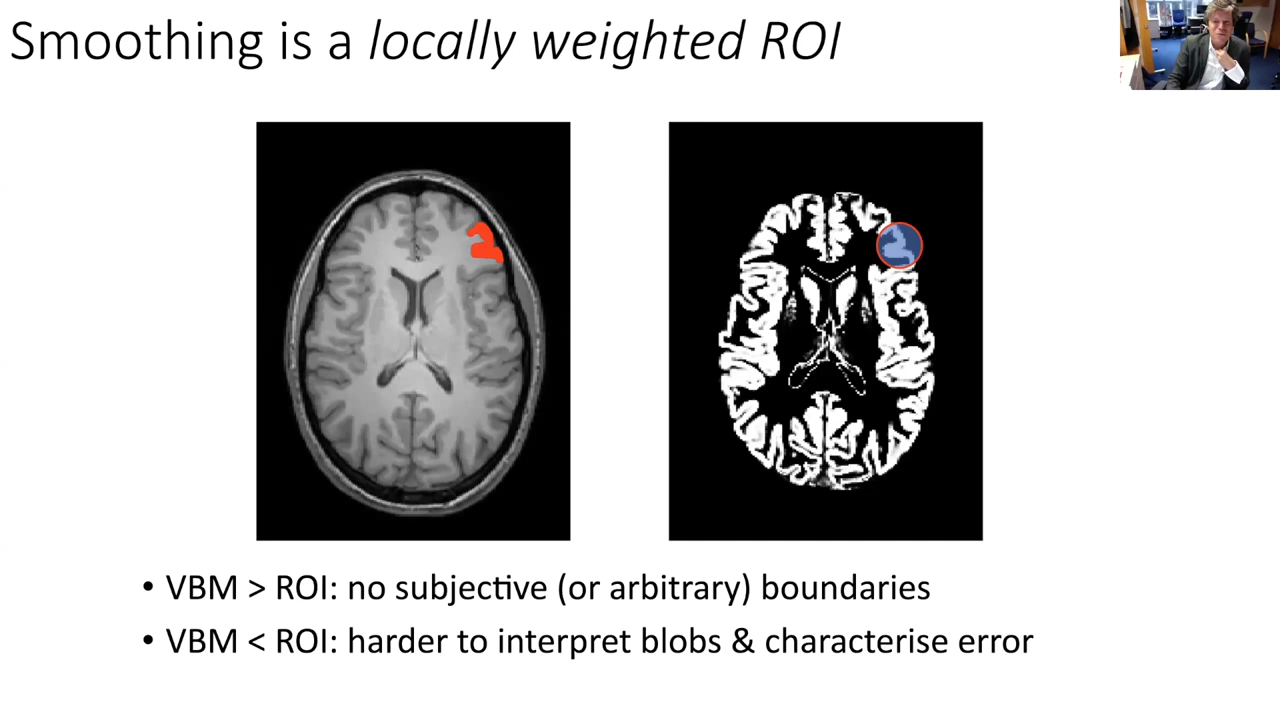 Smoothing is a locally weighted ROI
• VBM > ROI: no subjective (or arbitrary) boundaries
• VBM < ROI: harder to interpret blobs & characterise error